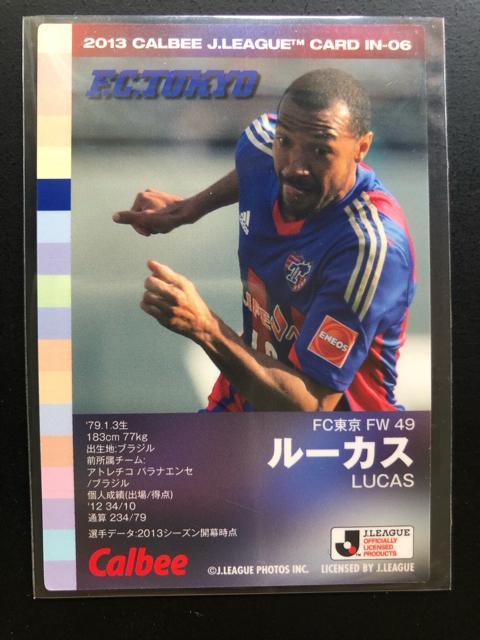 2013 CALBEE J.LEAGUE™ CARD IN-06
F.C.TOKYO
adidas
ENEOS
FC東京 FW 49
ルーカス
LUCAS
'79.1.3生
183cm 77kg
出生地:ブラジル
前所属チーム:
アトレチコ パラナエンセ
/ブラジル
個人成績(出場/得点)
'12 34/10
通算 234/79
選手データ:2013シーズン開幕時点
Calbee
©J.LEAGUE PHOTOS INC.
J.LEAGUE
OFFICIALLY
LICENSED
PRODUCTS
LICENSED BY J.LEAGUE